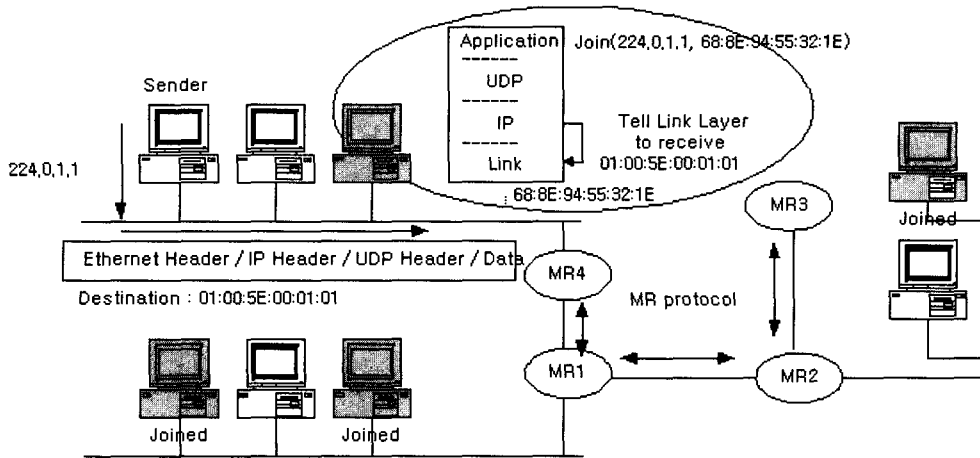 Application
Join(224,0,1,1, 68:8E:94:55:32:1E)
-------
UDP
-------
IP
-------
Link
Tell Link Layer
to receive
01:00:5E:00:01:01
: 68:8E:94:55:32:1E
Sender
224,0,1,1
Ethernet Header / IP Header / UDP Header / Data
Destination : 01:00:5E:00:01:01
MR4
MR3
MR protocol
MR1
MR2
Joined
Joined
Joined